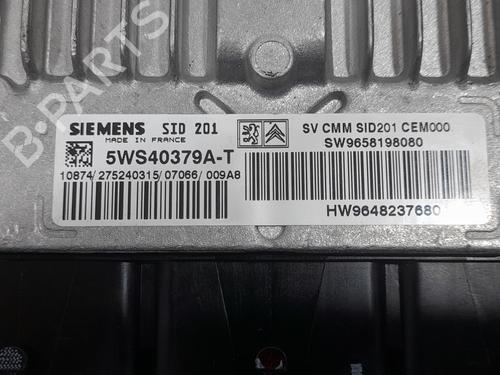 B-PARTS
SIEMENS SID 201
MADE IN FRANCE
5WS40379A-T
10874/275240315/07066/009A8
SV CMM SID201 CEM000
SW9658198080
HW9648237680